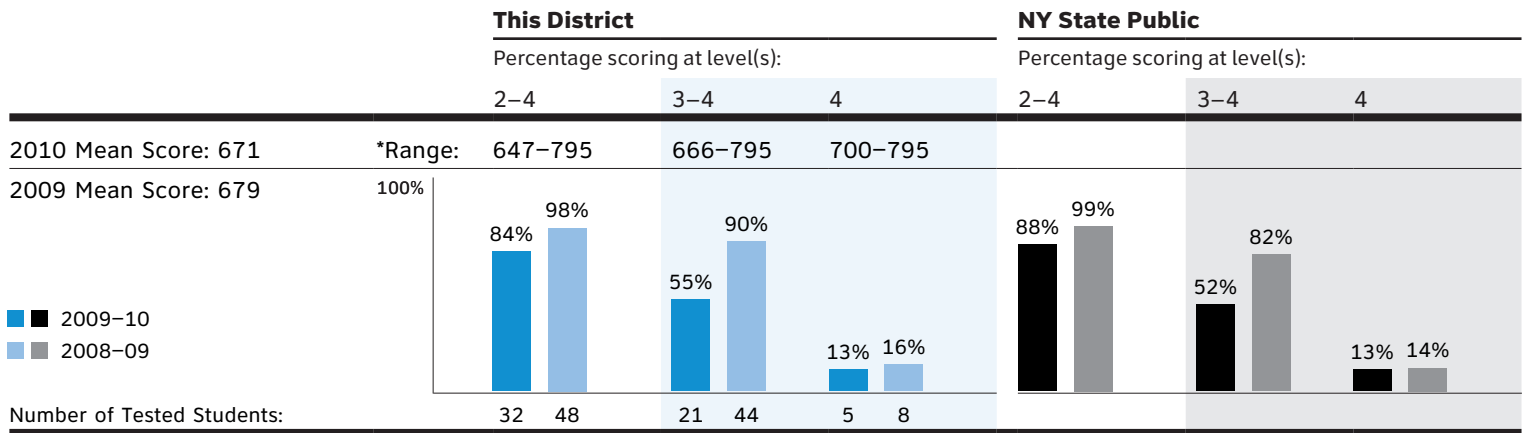 This District NY State Public
Percentage scoring at level(s): Percentage scoring at level(s):
2–4 3–4 4 2–4 3–4 4
2010 Mean Score: 671 *Range: 647–795 666–795 700–795
2009 Mean Score: 679 100%
84% 98% 55% 90% 13% 16% 88% 99% 52% 82% 13% 14%
2009–10
2008–09
Number of Tested Students: 32 48 21 44 5 8